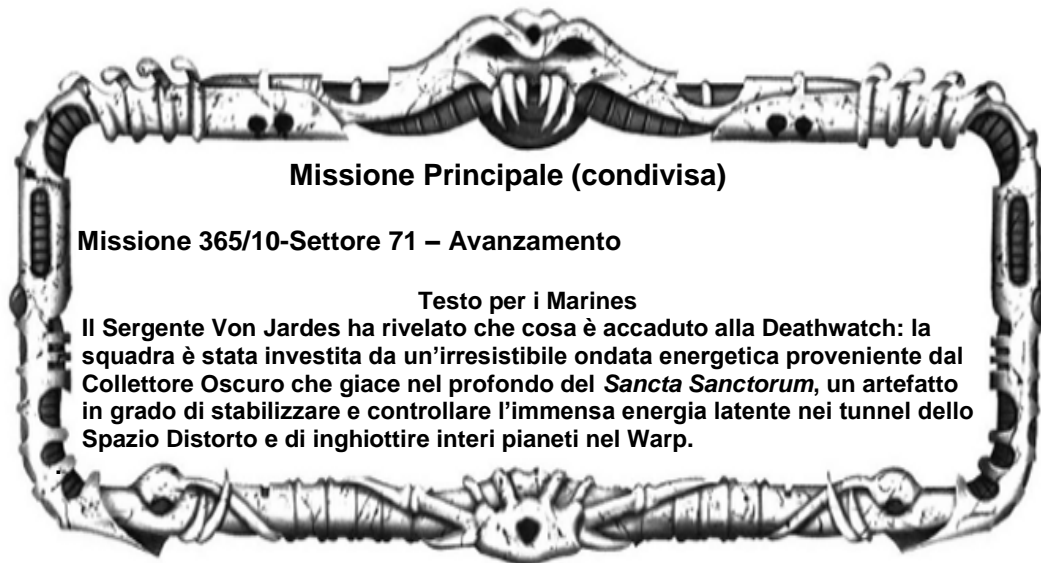 Missione Principale (condivisa)
Missione 365/10-Settore 71 – Avanzamento
Testo per i Marines
Il Sergente Von Jardes ha rivelato che cosa è accaduto alla Deathwatch: la
squadra è stata investita da un’irresistibile ondata energetica proveniente dal
Collettore Oscuro che giace nel profondo del Sancta Sanctorum, un artefatto
in grado di stabilizzare e controllare l’immensa energia latente nei tunnel dello
Spazio Distorto e di inghiottire interi pianeti nel Warp.
.